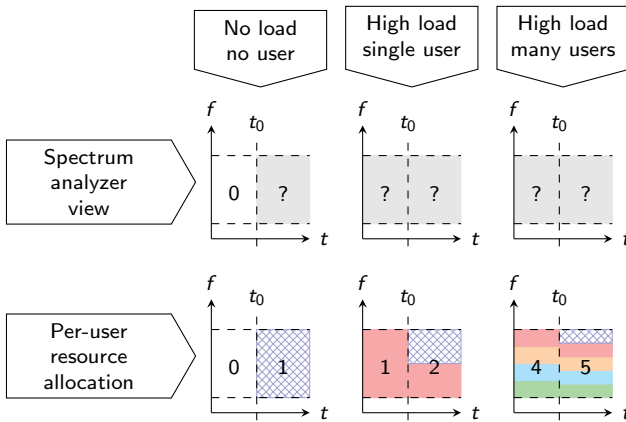 No load
no user
High load
single user
High load
many users
Spectrum
analyzer
view
f
t0
0
?
t
f
t0
?
?
t
f
t0
?
?
t
Per-user
resource
allocation
f
t0
0
1
t
f
t0
1
2
t
f
t0
4
5
t